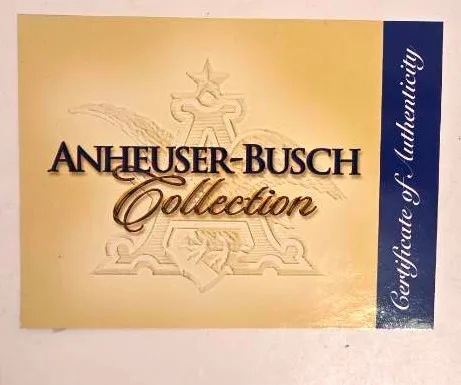 ANHEUSER-BUSCH
Collection
Certificate of Authenticity